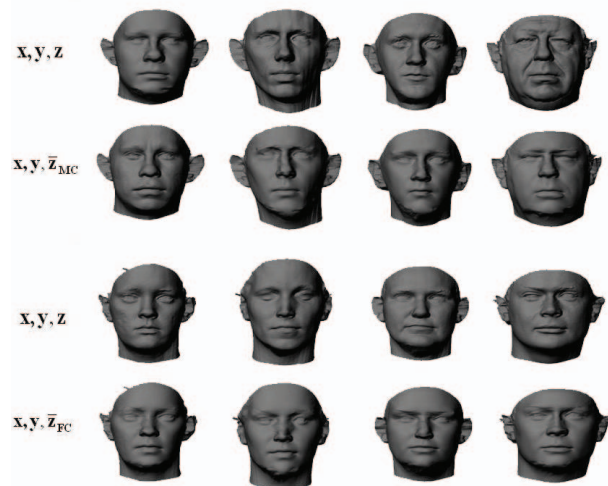 x, y, z
x, y, z̄MC
x, y, z
x, y, z̄FC